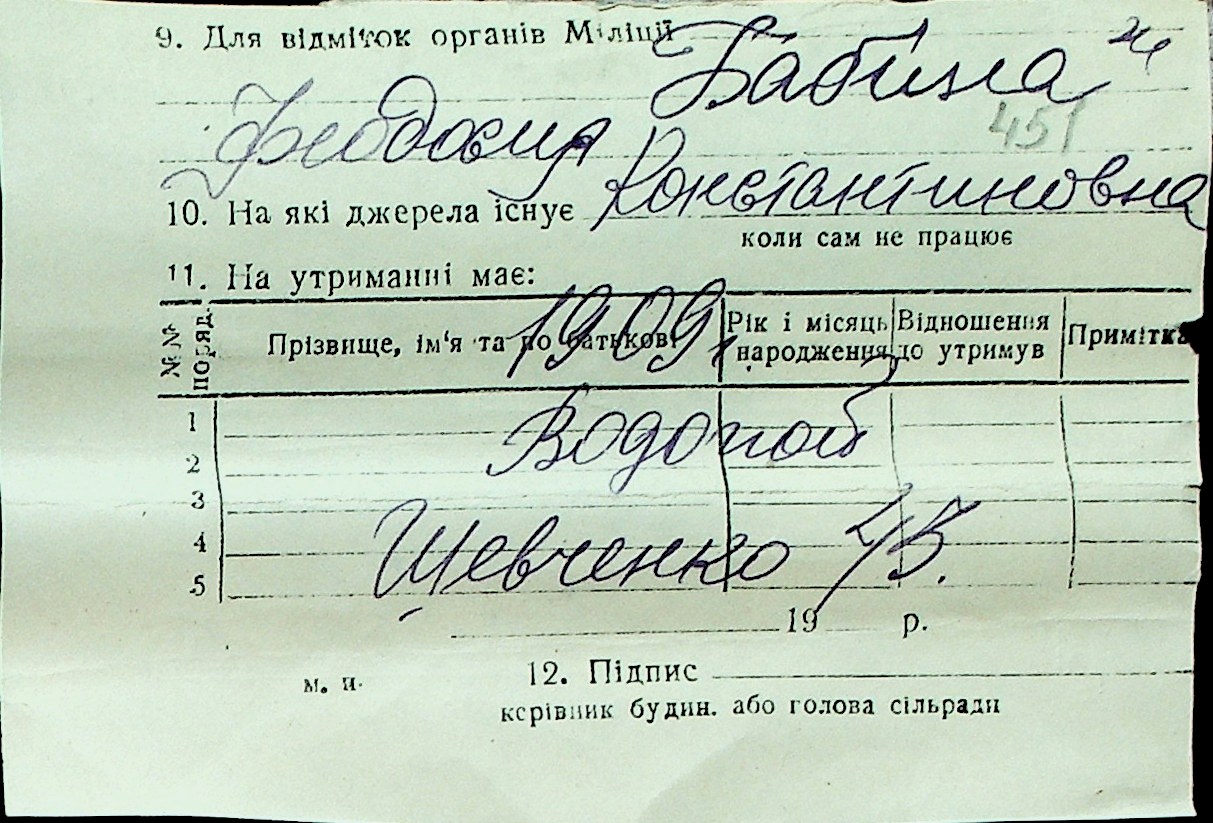 9. Для відміток органів Міліції
Бабина ж
Феодосия
451
Константиновна
10. На які джерела існує
коли сам не працює
11. На утриманні має:
№№ поряд. Прізвище, ім‘я та по батькові Рік і місяць народження Відношення до утримув Примітка
1909
1
Водопой
2
3
4
Шевченко 45.
5
19 р.
м. п.
12. Підпис
керівник будин. або голова сільради